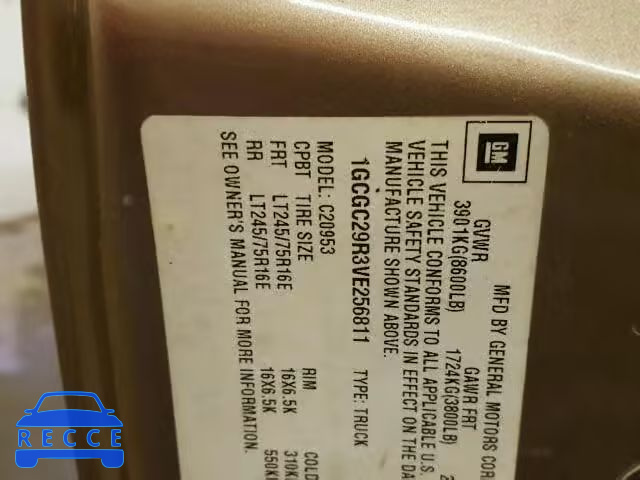 GM
MFD BY GENERAL MOTORS COR
GVWR GAWR FRT
3901KG(8600LB) 1724KG(3800LB) 2
THIS VEHICLE CONFORMS TO ALL APPLICABLE U.S.
VEHICLE SAFETY STANDARDS IN EFFECT ON THE DA
MANUFACTURE SHOWN ABOVE.
1GCGC29R3VE256811 TYPE: TRUCK
MODEL: C20953
CPBT TIRE SIZE RIM COLD
FRT LT245/75R16E 16X6.5K 310K
RR LT245/75R16E 16X6.5K 550K
SEE OWNER'S MANUAL FOR MORE INFORMATION.
RECCE